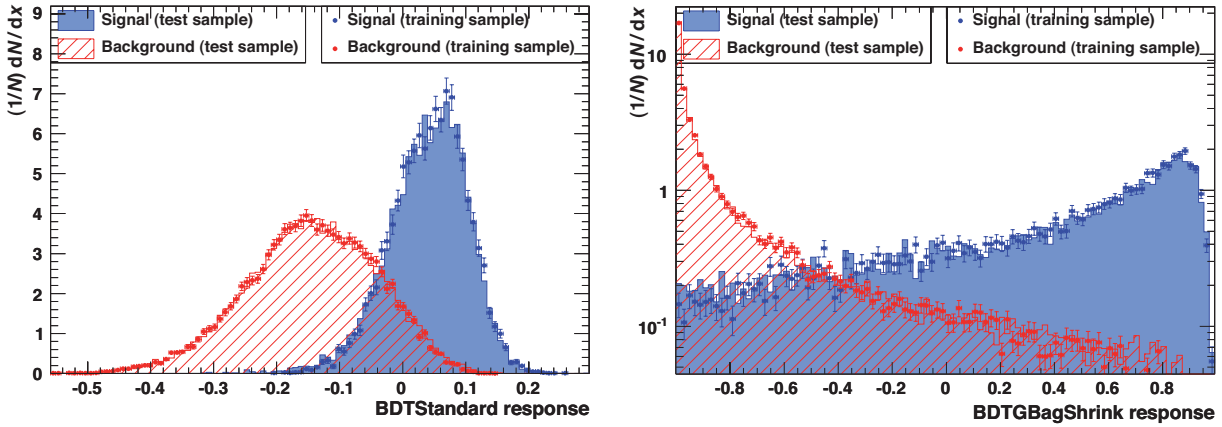 Signal (test sample)
Background (test sample)
Signal (training sample)
Background (training sample)
(1/N) dN / dx
9
8
7
6
5
4
3
2
1
0
-0.5 -0.4 -0.3 -0.2 -0.1 0 0.1 0.2
BDTStandard response
Signal (test sample)
Background (test sample)
Signal (training sample)
Background (training sample)
(1/N) dN / dx
10
1
10⁻¹
-0.8 -0.6 -0.4 -0.2 0 0.2 0.4 0.6 0.8
BDTGBagShrink response